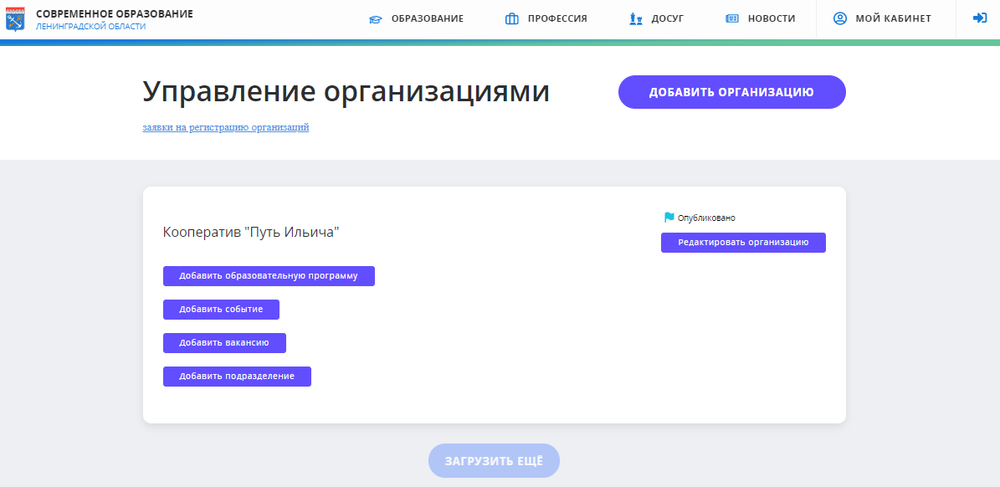 СОВРЕМЕННОЕ ОБРАЗОВАНИЕ
ЛЕНИНГРАДСКОЙ ОБЛАСТИ
ОБРАЗОВАНИЕ
ПРОФЕССИЯ
ДОСУГ
НОВОСТИ
МОЙ КАБИНЕТ
Управление организациями
ДОБАВИТЬ ОРГАНИЗАЦИЮ
заявки на регистрацию организаций
Опубликовано
Кооператив "Путь Ильича"
Редактировать организацию
Добавить образовательную программу
Добавить событие
Добавить вакансию
Добавить подразделение
ЗАГРУЗИТЬ ЕЩЁ